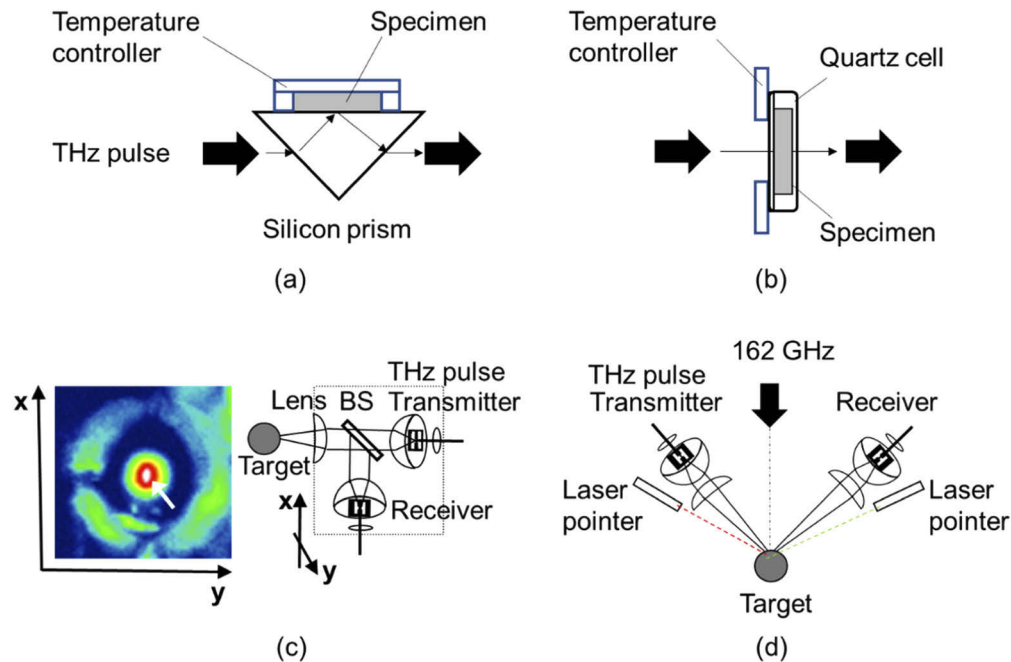 Temperature
controller
Specimen
THz pulse
Silicon prism
(a)
Temperature
controller
Quartz cell
Specimen
(b)
x
y
Lens
BS
THz pulse
Transmitter
Target
Receiver
x
y
(c)
162 GHz
THz pulse
Transmitter
Receiver
Laser
pointer
Laser
pointer
Target
(d)